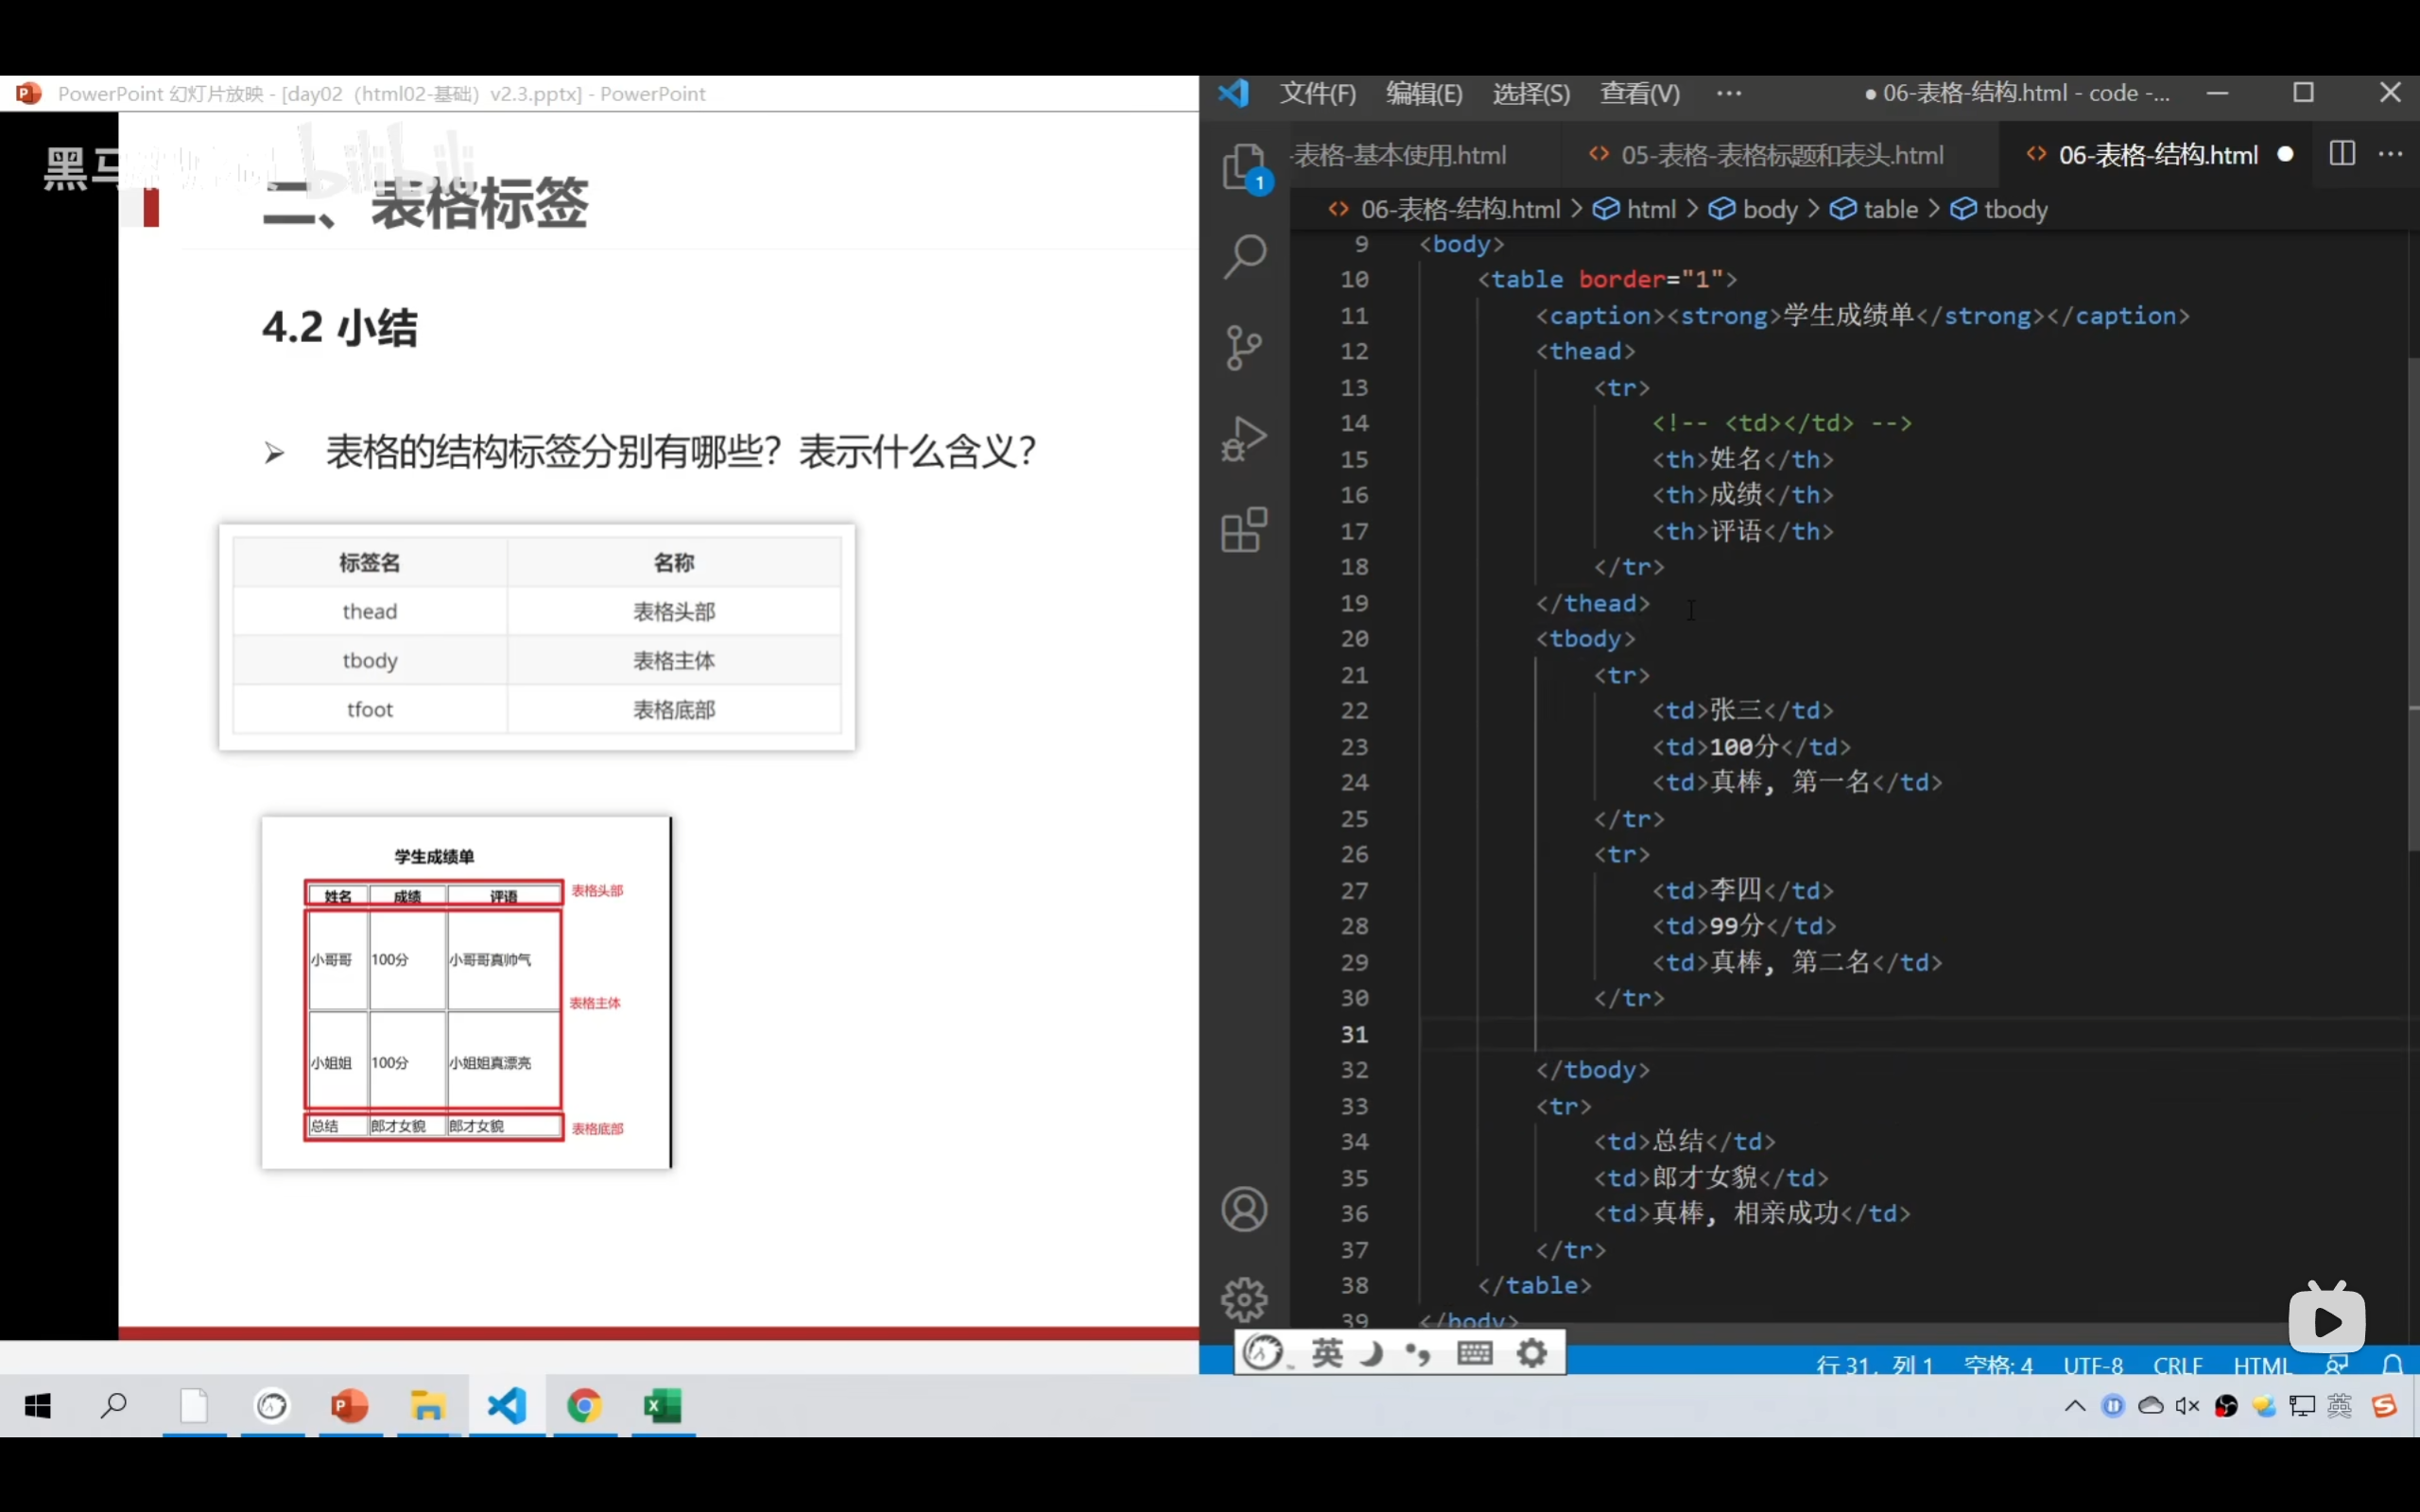 PowerPoint 幻灯片放映 - [day02（html02-基础）v2.3.pptx] - PowerPoint
黑马
bilibili
二、表格标签
4.2 小结
表格的结构标签分别有哪些？表示什么含义？
标签名 名称
thead 表格头部
tbody 表格主体
tfoot 表格底部
学生成绩单
姓名 成绩 评语 表格头部
小哥哥 100分 小哥哥真帅气
表格主体
小姐姐 100分 小姐姐真漂亮
总结 郎才女貌 郎才女貌 表格底部
文件(F) 编辑(E) 选择(S) 查看(V) ··· ● 06-表格-结构.html - code -...
1
-表格-基本使用.html 05-表格-表格标题和表头.html 06-表格-结构.html ●
06-表格-结构.html > html > body > table > tbody
9 <body>
10 <table border="1">
11 <caption><strong>学生成绩单</strong></caption>
12 <thead>
13 <tr>
14 <!-- <td></td> -->
15 <th>姓名</th>
16 <th>成绩</th>
17 <th>评语</th>
18 </tr>
19 </thead>
20 <tbody>
21 <tr>
22 <td>张三</td>
23 <td>100分</td>
24 <td>真棒, 第一名</td>
25 </tr>
26 <tr>
27 <td>李四</td>
28 <td>99分</td>
29 <td>真棒, 第二名</td>
30 </tr>
31
32 </tbody>
33 <tr>
34 <td>总结</td>
35 <td>郎才女貌</td>
36 <td>真棒, 相亲成功</td>
37 </tr>
38 </table>
39 </body>
英
行 31, 列 1 空格: 4 UTF-8 CRLF HTML
英